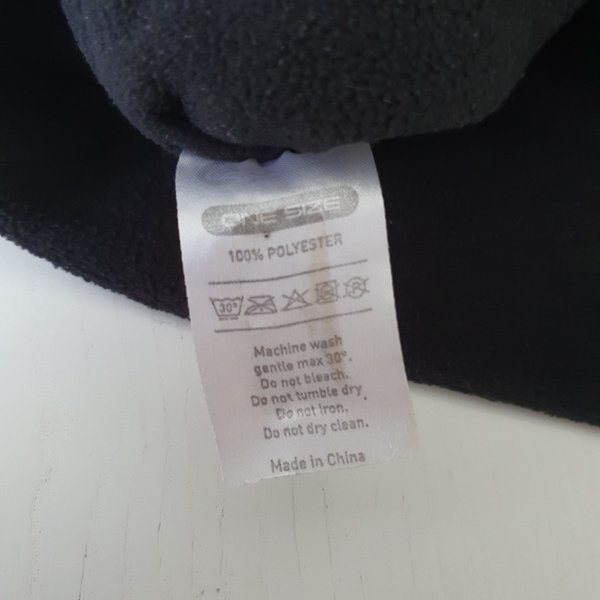 ONE SIZE
100% POLYESTER
30°
Machine wash
gentle max 30°.
Do not bleach.
Do not tumble dry.
Do not iron.
Do not dry clean.
Made in China